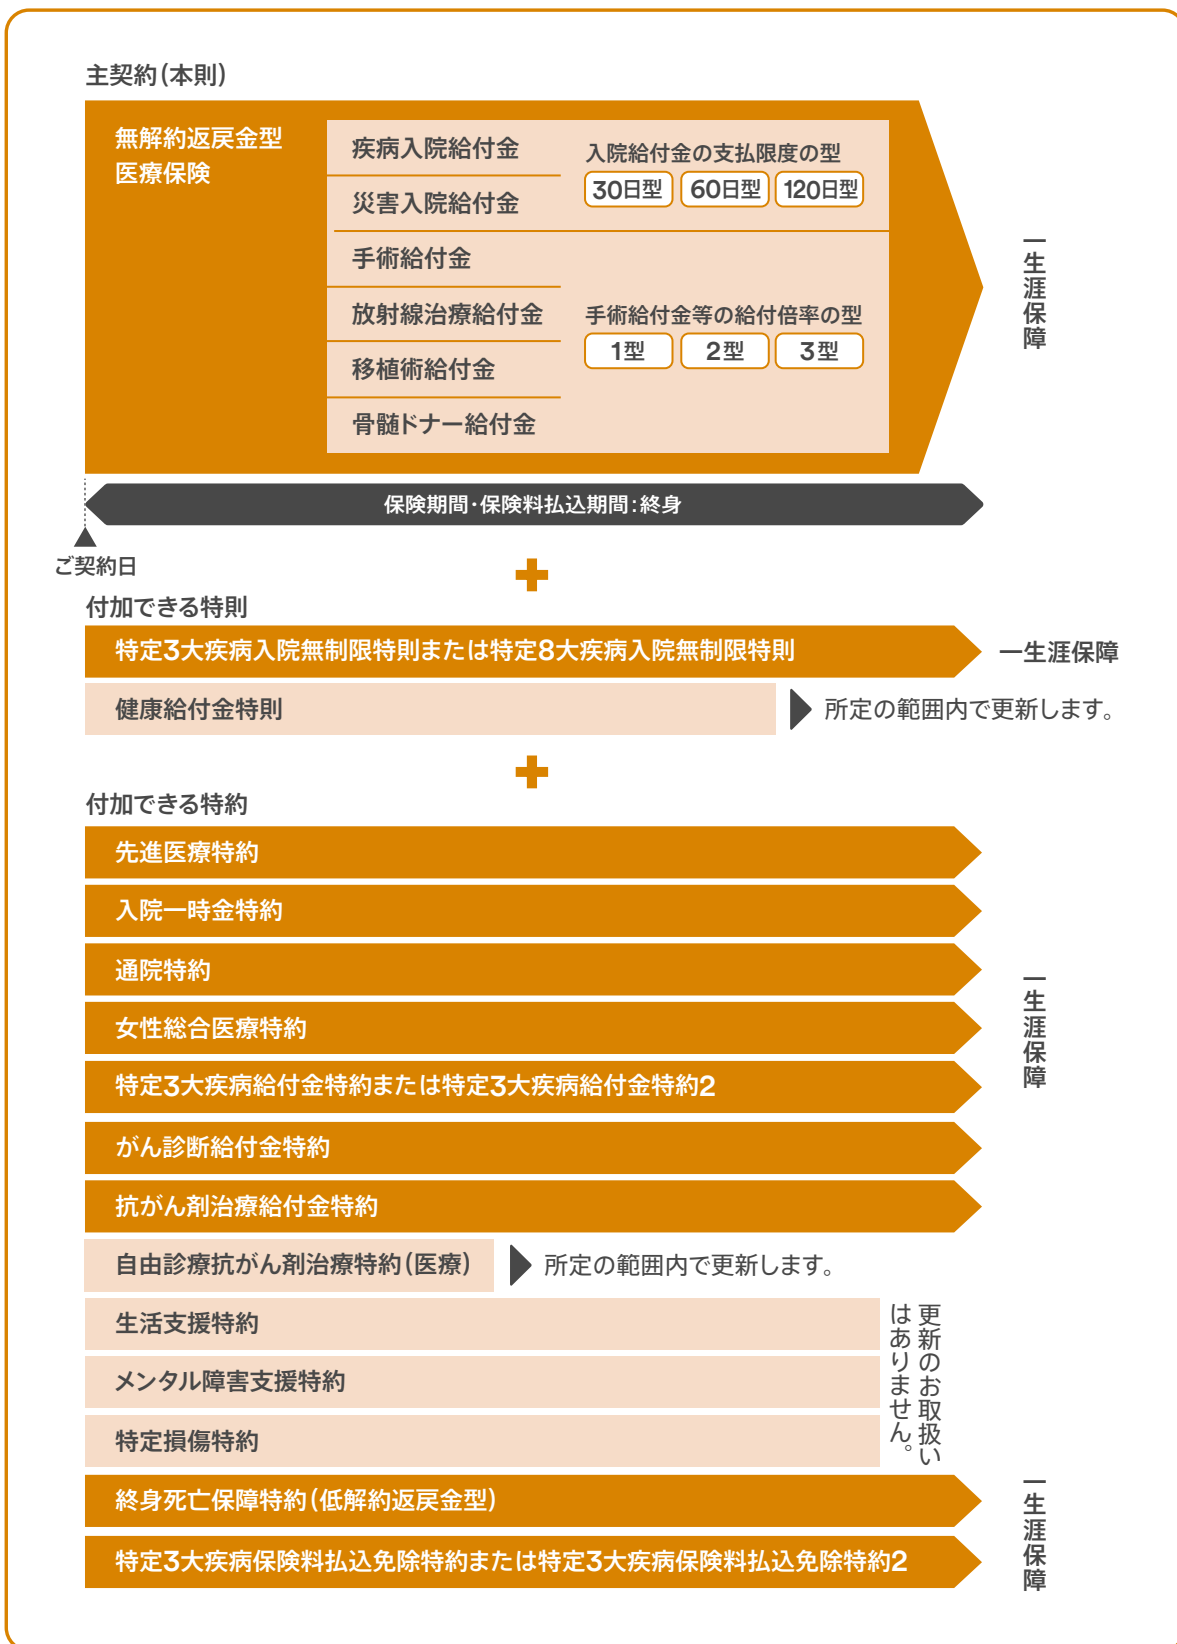 主契約(本則)
無解約返戻金型
医療保険
疾病入院給付金
災害入院給付金
入院給付金の支払限度の型
30日型 60日型 120日型
手術給付金
放射線治療給付金
移植術給付金
骨髄ドナー給付金
手術給付金等の給付倍率の型
1型 2型 3型
一生涯保障
保険期間・保険料払込期間:終身
ご契約日
付加できる特則
特定3大疾病入院無制限特則または特定8大疾病入院無制限特則
一生涯保障
健康給付金特則
所定の範囲内で更新します。
付加できる特約
先進医療特約
入院一時金特約
通院特約
女性総合医療特約
特定3大疾病給付金特約または特定3大疾病給付金特約2
がん診断給付金特約
抗がん剤治療給付金特約
一生涯保障
自由診療抗がん剤治療特約(医療)
所定の範囲内で更新します。
生活支援特約
メンタル障害支援特約
特定損傷特約
更新のお取扱い
はありません。
終身死亡保障特約(低解約返戻金型)
特定3大疾病保険料払込免除特約または特定3大疾病保険料払込免除特約2
一生涯保障